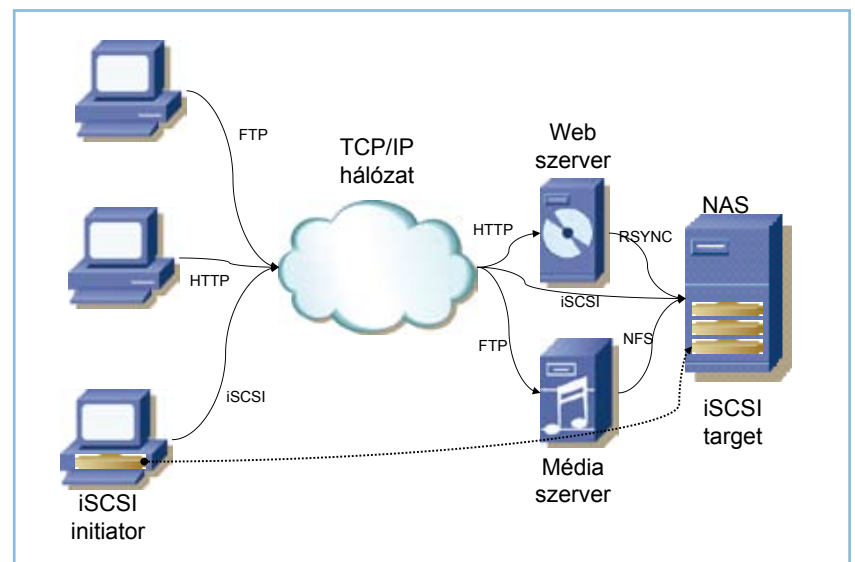 FTP
TCP/IP
hálózat
Web
szerver
NAS
HTTP
RSYNC
HTTP
iSCSI
FTP
NFS
iSCSI
iSCSI
target
Média
szerver
iSCSI
initiator